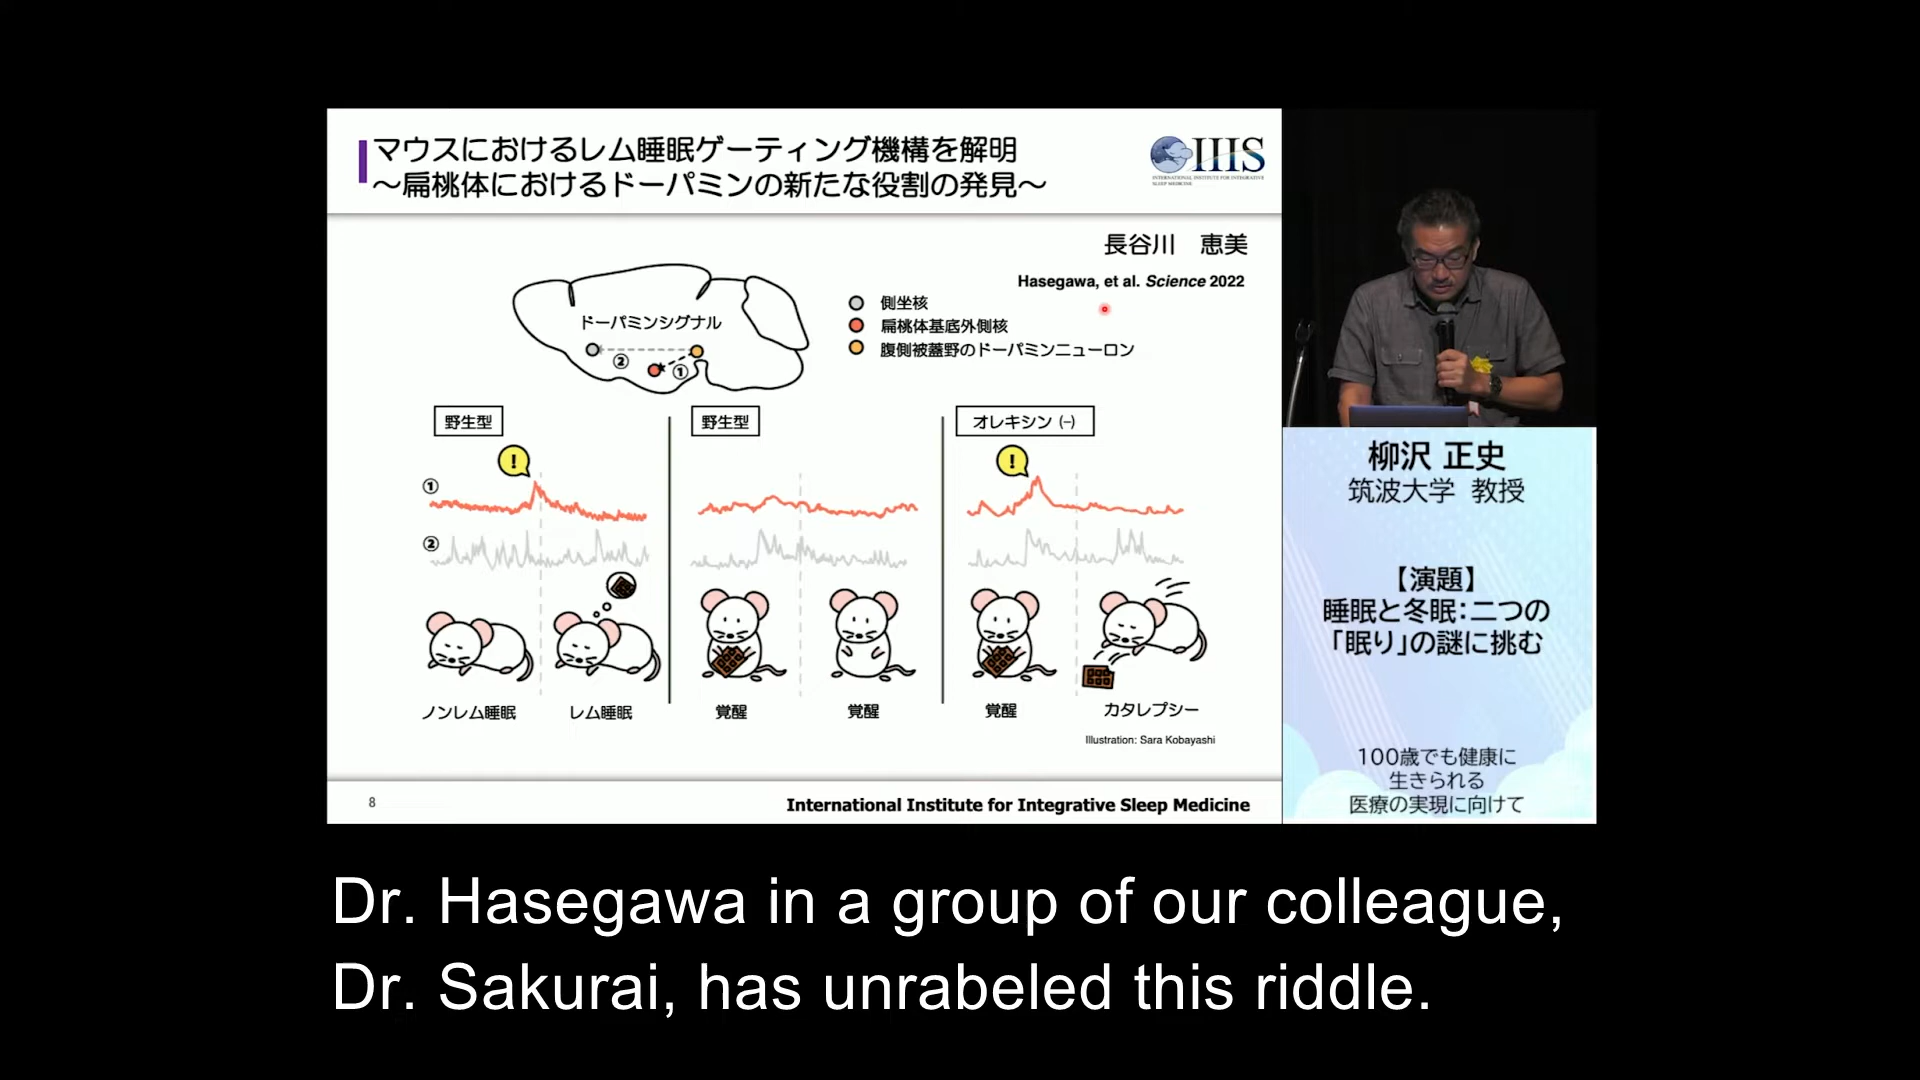 マウスにおけるレム睡眠ゲーティング機構を解明
～扁桃体におけるドーパミンの新たな役割の発見～
IIIS
INTERNATIONAL INSTITUTE FOR INTEGRATIVE
SLEEP MEDICINE
長谷川 恵美
Hasegawa, et al. Science 2022
側坐核
扁桃体基底外側核
腹側被蓋野のドーパミンニューロン
ドーパミンシグナル
②
①
野生型
野生型
オレキシン (-)
!
!
①
②
ノンレム睡眠
レム睡眠
覚醒
覚醒
覚醒
カタレプシー
Illustration: Sara Kobayashi
8
International Institute for Integrative Sleep Medicine
柳沢 正史
筑波大学 教授
【演題】
睡眠と冬眠:二つの
「眠り」の謎に挑む
100歳でも健康に
生きられる
医療の実現に向けて
Dr. Hasegawa in a group of our colleague,
Dr. Sakurai, has unrabeled this riddle.